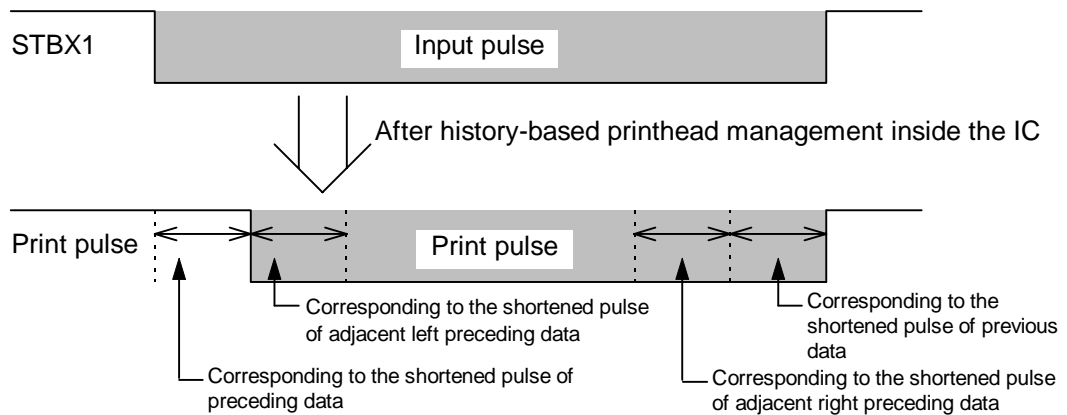 STBX1
Input pulse
After history-based printhead management inside the IC
Print pulse
Print pulse
Corresponding to the shortened pulse
of adjacent left preceding data
Corresponding to the
shortened pulse of previous
data
Corresponding to the shortened pulse of
preceding data
Corresponding to the shortened pulse
of adjacent right preceding data